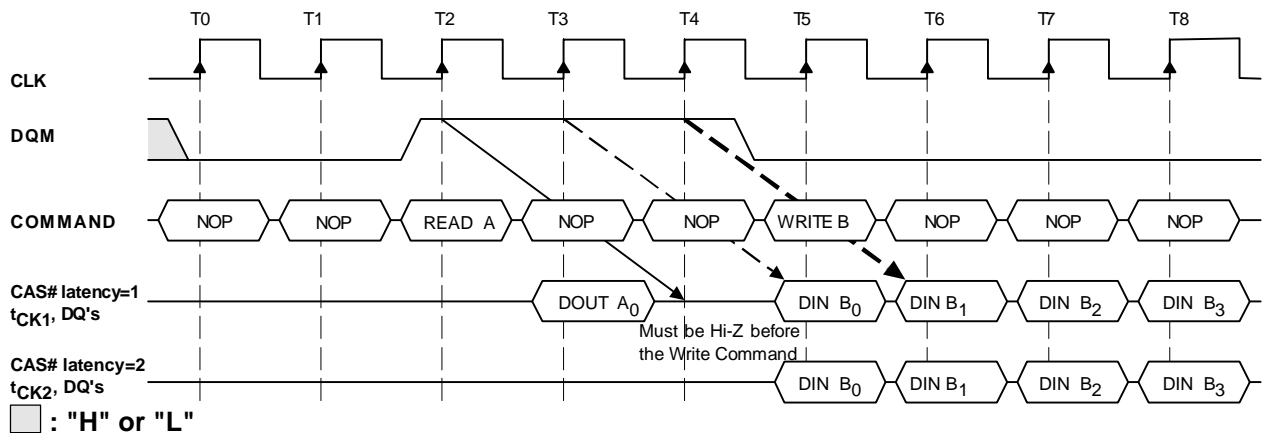 T0 T1 T2 T3 T4 T5 T6 T7 T8
CLK
DQM
COMMAND NOP NOP READ A NOP NOP WRITE B NOP NOP NOP
CAS# latency=1
tCK1, DQ's
DOUT A0 DIN B0 DIN B1 DIN B2 DIN B3
Must be Hi-Z before
the Write Command
CAS# latency=2
tCK2, DQ's
DIN B0 DIN B1 DIN B2 DIN B3
: "H" or "L"